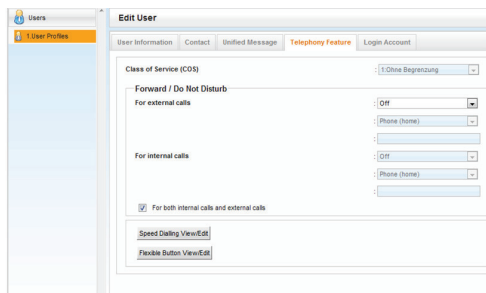 Users
1.User Profiles
Edit User
User Information
Contact
Unified Message
Telephony Feature
Login Account
Class of Service (COS)
: 1:Ohne Begrenzung
Forward / Do Not Disturb
For external calls
: Off
: Phone (home)
:
For internal calls
: Off
: Phone (home)
:
For both internal calls and external calls
Speed Dialling View/Edit
Flexible Button View/Edit